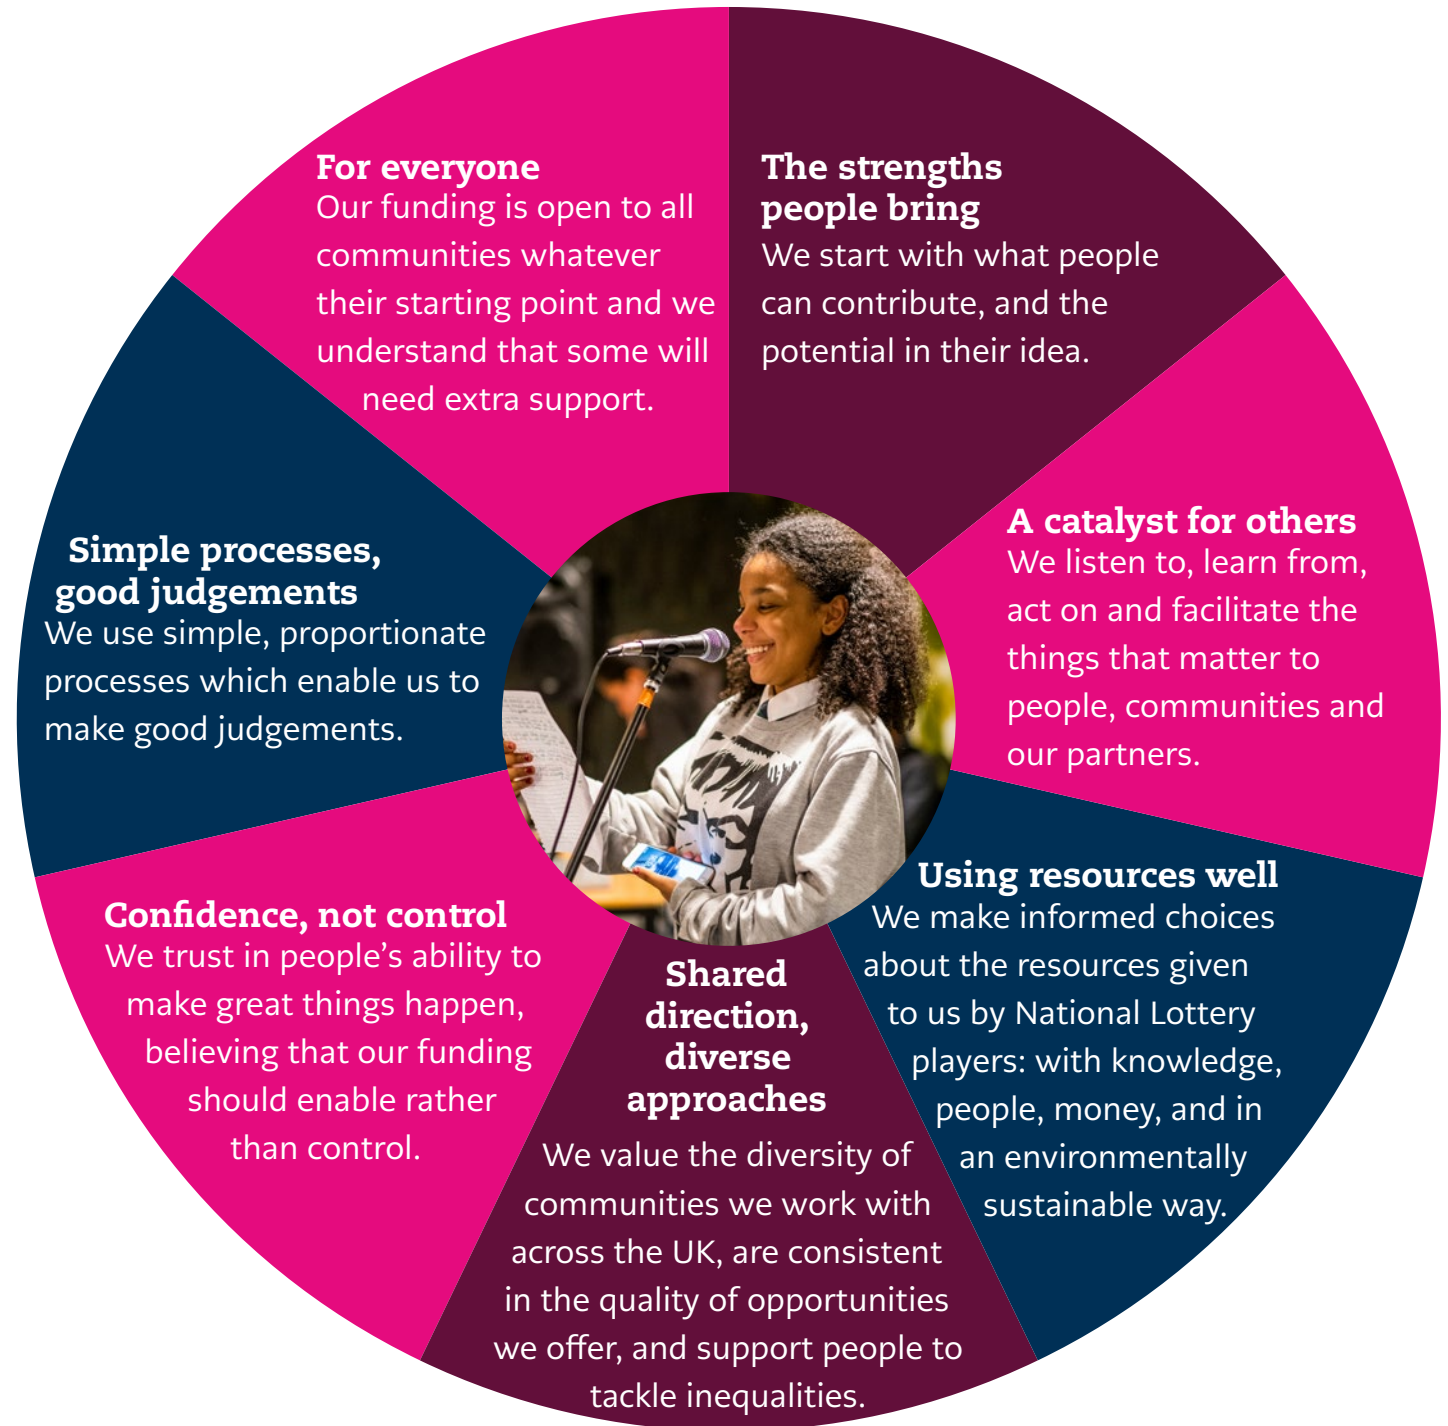 For everyone
Our funding is open to all
communities whatever
their starting point and we
understand that some will
need extra support.
The strengths
people bring
We start with what people
can contribute, and the
potential in their idea.
A catalyst for others
We listen to, learn from,
act on and facilitate the
things that matter to
people, communities and
our partners.
Using resources well
We make informed choices
about the resources given
to us by National Lottery
players: with knowledge,
people, money, and in
an environmentally
sustainable way.
Shared
direction,
diverse
approaches
We value the diversity of
communities we work with
across the UK, are consistent
in the quality of opportunities
we offer, and support people to
tackle inequalities.
Confidence, not control
We trust in people’s ability to
make great things happen,
believing that our funding
should enable rather
than control.
Simple processes,
good judgements
We use simple, proportionate
processes which enable us to
make good judgements.